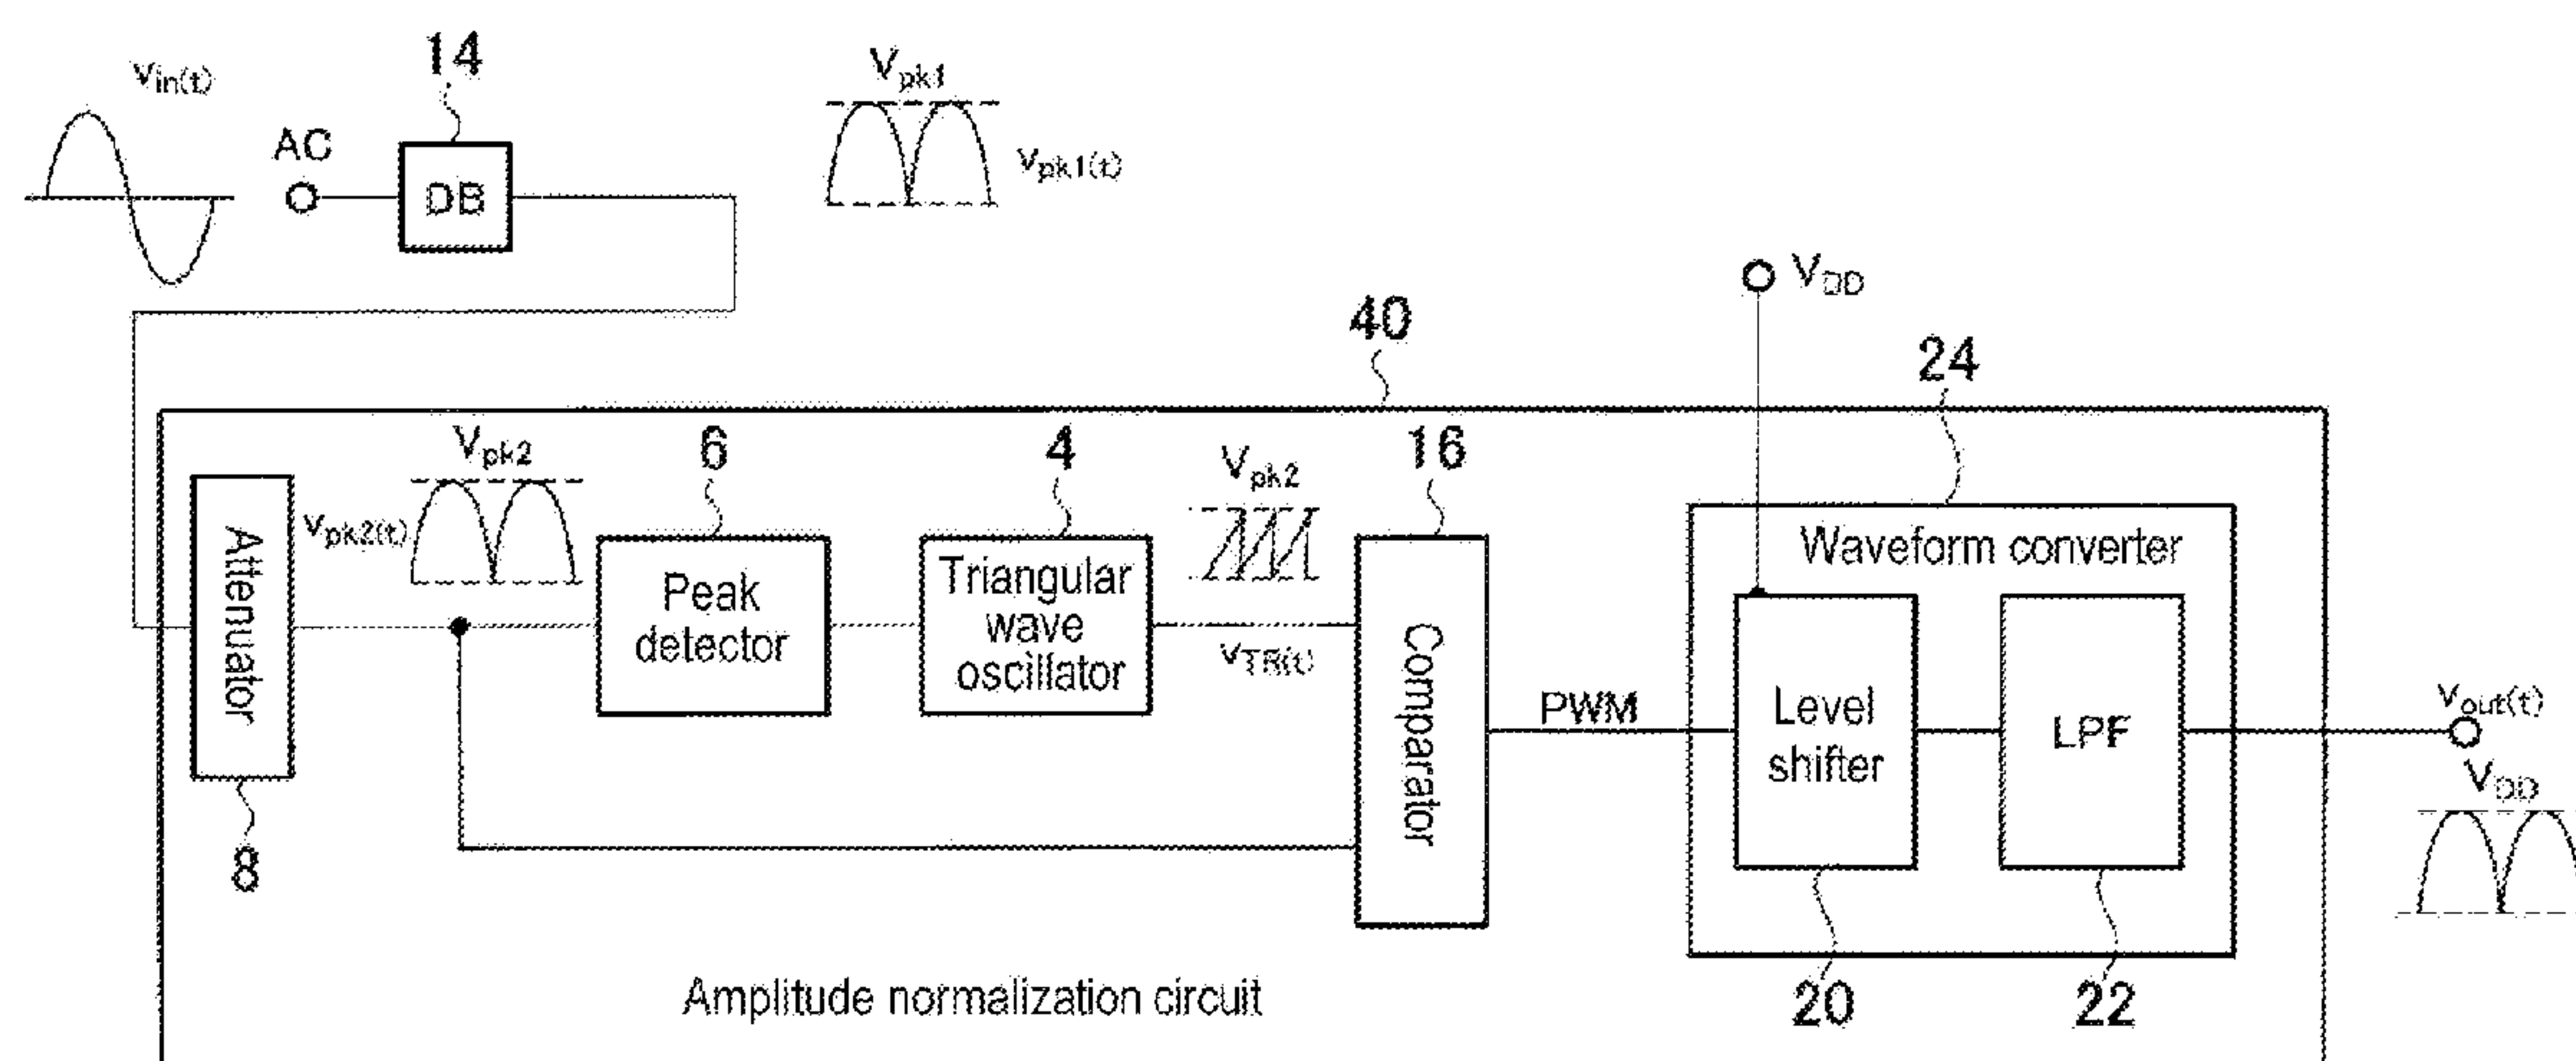 Vin(t)
14
AC
DB
Vpk1
Vpk1(t)
VDD
40
24
Vpk2
Vpk2(t)
6
4
Vpk2
16
Attenuator
8
Peak
detector
Triangular
wave
oscillator
VTR(t)
Comparator
PWM
Waveform converter
Level
shifter
LPF
20
22
Vout(t)
VDD
Amplitude normalization circuit